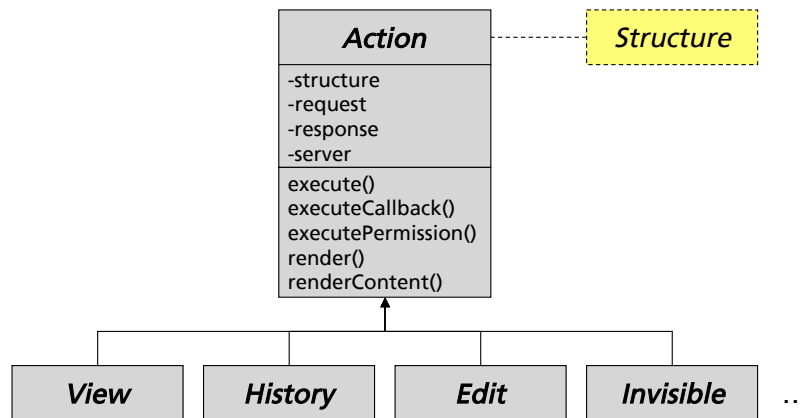 Action
Structure
-structure
-request
-response
-server
execute()
executeCallback()
executePermission()
render()
renderContent()
View
History
Edit
Invisible
..